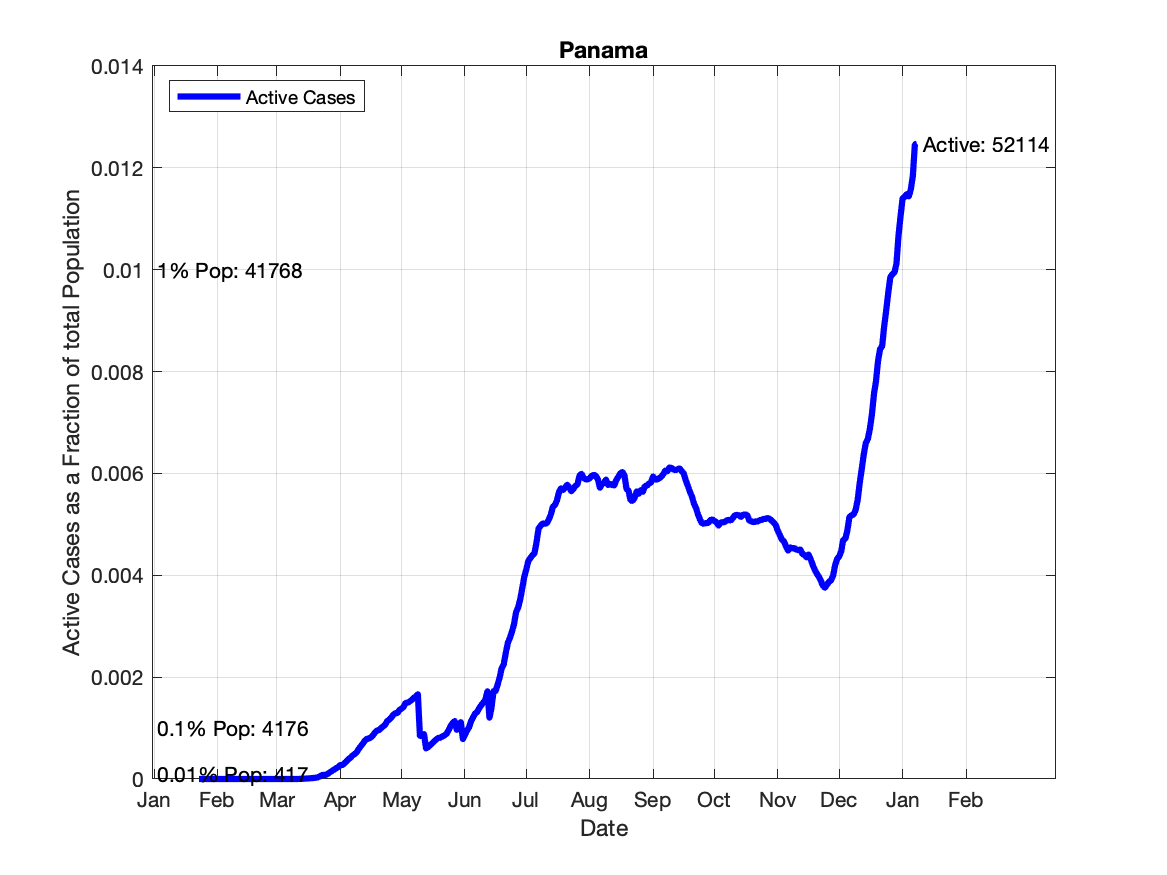 Panama
0.014
Active Cases
Active: 52114
0.012
1% Pop: 41768
0.01
0.008
0.006
0.004
0.002
0.1% Pop: 4176
0.01% Pop: 417
0
Active Cases as a Fraction of total Population
Jan Feb Mar Apr May Jun Jul Aug Sep Oct Nov Dec Jan Feb
Date